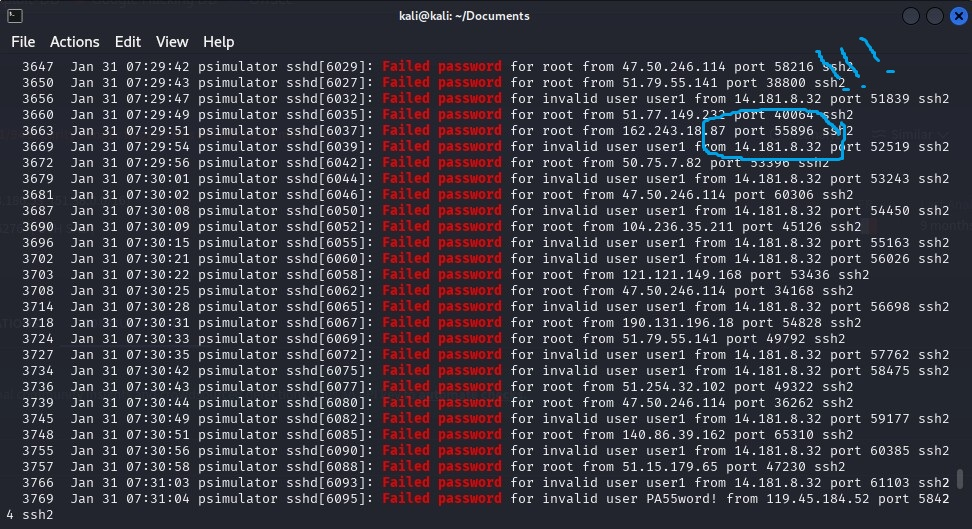 kali@kali: ~/Documents
File Actions Edit View Help
3647 Jan 31 07:29:42 psimulator sshd[6029]: Failed password for root from 47.50.246.114 port 58216 ssh2
3650 Jan 31 07:29:43 psimulator sshd[6027]: Failed password for root from 51.79.55.141 port 38800 ssh2
3656 Jan 31 07:29:47 psimulator sshd[6032]: Failed password for invalid user user1 from 14.181.8.32 port 51839 ssh2
3660 Jan 31 07:29:49 psimulator sshd[6035]: Failed password for root from port 40064 ssh2
3663 Jan 31 07:29:51 psimulator sshd[6037]: Failed password for root from port 55896 ssh2
3669 Jan 31 07:29:54 psimulator sshd[6039]: Failed password for invalid user user1 from 14.181.8.32 port 52519 ssh2
3672 Jan 31 07:29:56 psimulator sshd[6042]: Failed password for root from 50.75.7.82 port 53396 ssh2
3679 Jan 31 07:30:01 psimulator sshd[6044]: Failed password for invalid user user1 from 14.181.8.32 port 53243 ssh2
3681 Jan 31 07:30:02 psimulator sshd[6046]: Failed password for root from 47.50.246.114 port 60306 ssh2
3687 Jan 31 07:30:08 psimulator sshd[6050]: Failed password for invalid user user1 from 14.181.8.32 port 54450 ssh2
3690 Jan 31 07:30:09 psimulator sshd[6052]: Failed password for root from 104.236.35.211 port 45126 ssh2
3696 Jan 31 07:30:15 psimulator sshd[6055]: Failed password for invalid user user1 from 14.181.8.32 port 55163 ssh2
3702 Jan 31 07:30:21 psimulator sshd[6060]: Failed password for invalid user user1 from 14.181.8.32 port 56026 ssh2
3703 Jan 31 07:30:22 psimulator sshd[6058]: Failed password for root from 121.121.149.168 port 53436 ssh2
3708 Jan 31 07:30:25 psimulator sshd[6062]: Failed password for root from 47.50.246.114 port 34168 ssh2
3714 Jan 31 07:30:28 psimulator sshd[6065]: Failed password for invalid user user1 from 14.181.8.32 port 56698 ssh2
3718 Jan 31 07:30:31 psimulator sshd[6067]: Failed password for root from 190.131.196.18 port 54828 ssh2
3724 Jan 31 07:30:33 psimulator sshd[6069]: Failed password for root from 51.79.55.141 port 49792 ssh2
3727 Jan 31 07:30:35 psimulator sshd[6072]: Failed password for invalid user user1 from 14.181.8.32 port 57762 ssh2
3734 Jan 31 07:30:42 psimulator sshd[6075]: Failed password for invalid user user1 from 14.181.8.32 port 58475 ssh2
3736 Jan 31 07:30:43 psimulator sshd[6077]: Failed password for root from 51.254.32.102 port 49322 ssh2
3739 Jan 31 07:30:44 psimulator sshd[6080]: Failed password for root from 47.50.246.114 port 36262 ssh2
3745 Jan 31 07:30:49 psimulator sshd[6082]: Failed password for invalid user user1 from 14.181.8.32 port 59177 ssh2
3748 Jan 31 07:30:51 psimulator sshd[6085]: Failed password for root from 140.86.39.162 port 65310 ssh2
3755 Jan 31 07:30:56 psimulator sshd[6090]: Failed password for invalid user user1 from 14.181.8.32 port 60385 ssh2
3757 Jan 31 07:30:58 psimulator sshd[6088]: Failed password for root from 51.15.179.65 port 47230 ssh2
3766 Jan 31 07:31:03 psimulator sshd[6093]: Failed password for invalid user user1 from 14.181.8.32 port 61103 ssh2
3769 Jan 31 07:31:04 psimulator sshd[6095]: Failed password for invalid user PA55word! from 119.45.184.52 port 5842
4 ssh2